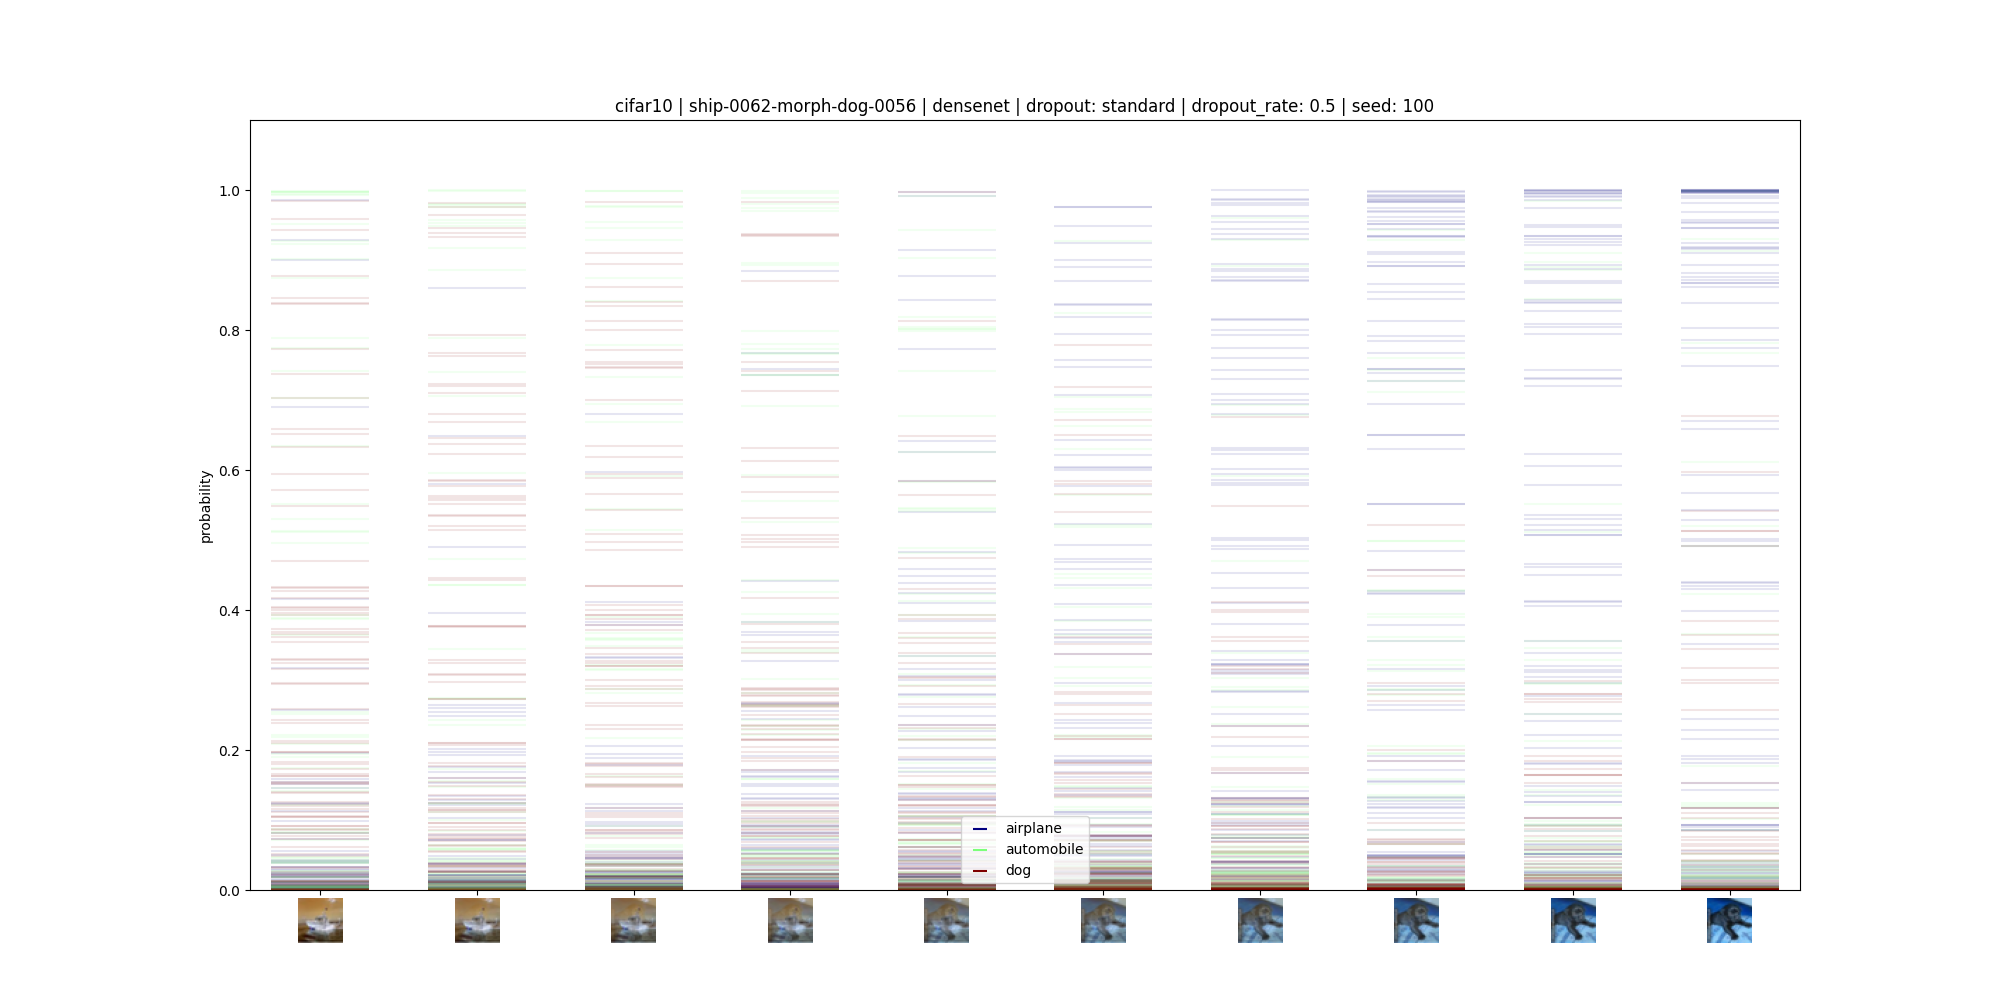 cifar10 | ship-0062-morph-dog-0056 | densenet | dropout: standard | dropout_rate: 0.5 | seed: 100
1.0
0.8
0.6
0.4
0.2
0.0
probability
airplane
automobile
dog